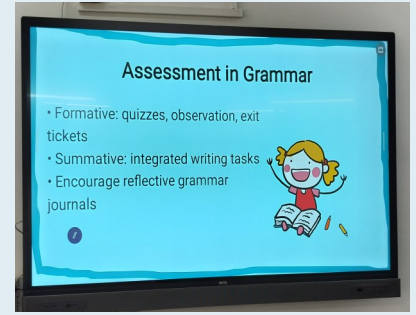 Assessment in Grammar
• Formative: quizzes, observation, exit
tickets
• Summative: integrated writing tasks
• Encourage reflective grammar
journals